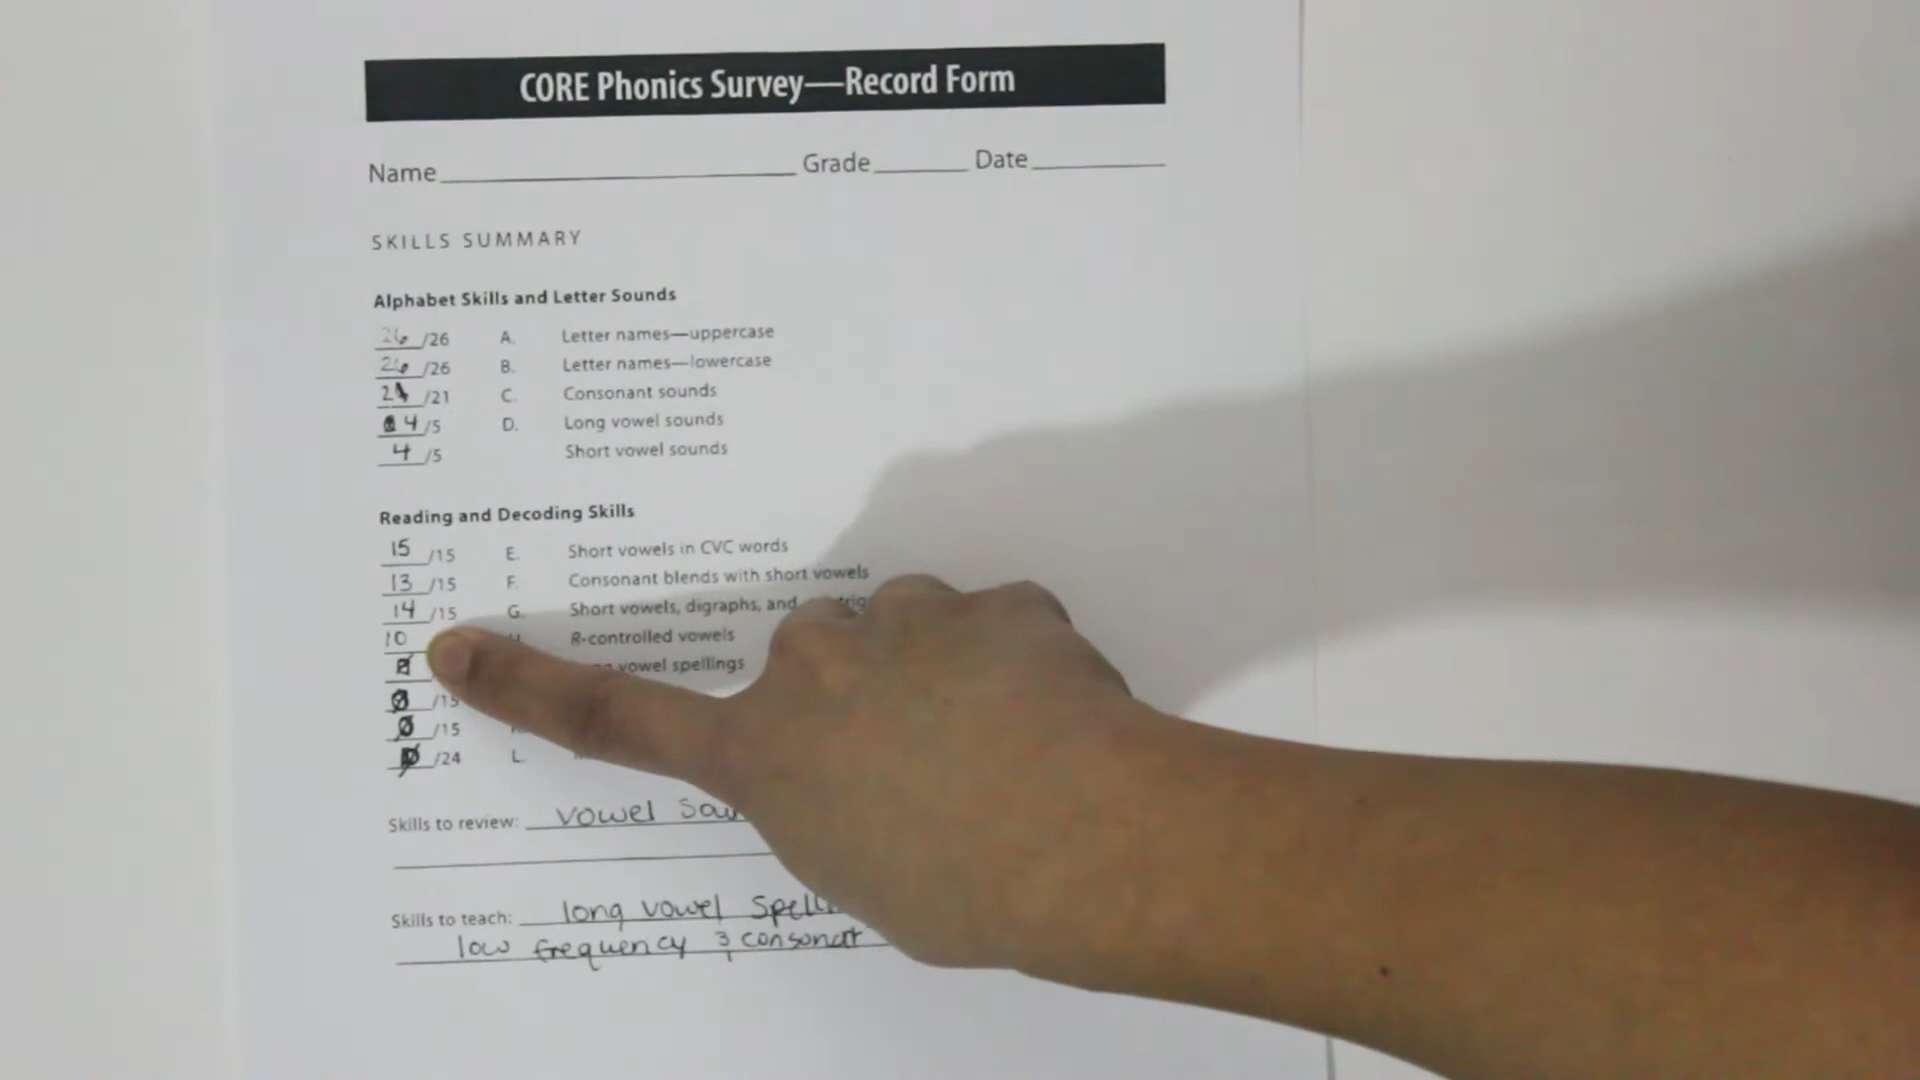 CORE Phonics Survey—Record Form
Name Grade Date
SKILLS SUMMARY
Alphabet Skills and Letter Sounds
26/26 A. Letter names—uppercase
26/26 B. Letter names—lowercase
/21 C. Consonant sounds
4/5 D. Long vowel sounds
4/5 Short vowel sounds
Reading and Decoding Skills
15/15 E. Short vowels in CVC words
13/15 F. Consonant blends with short vowels
14/15 G. Short vowels, digraphs, and
10 R-controlled vowels
vowel spellings
/15
/15
/24 L.
Skills to review: vowel
Skills to teach: long vowel
low frequency